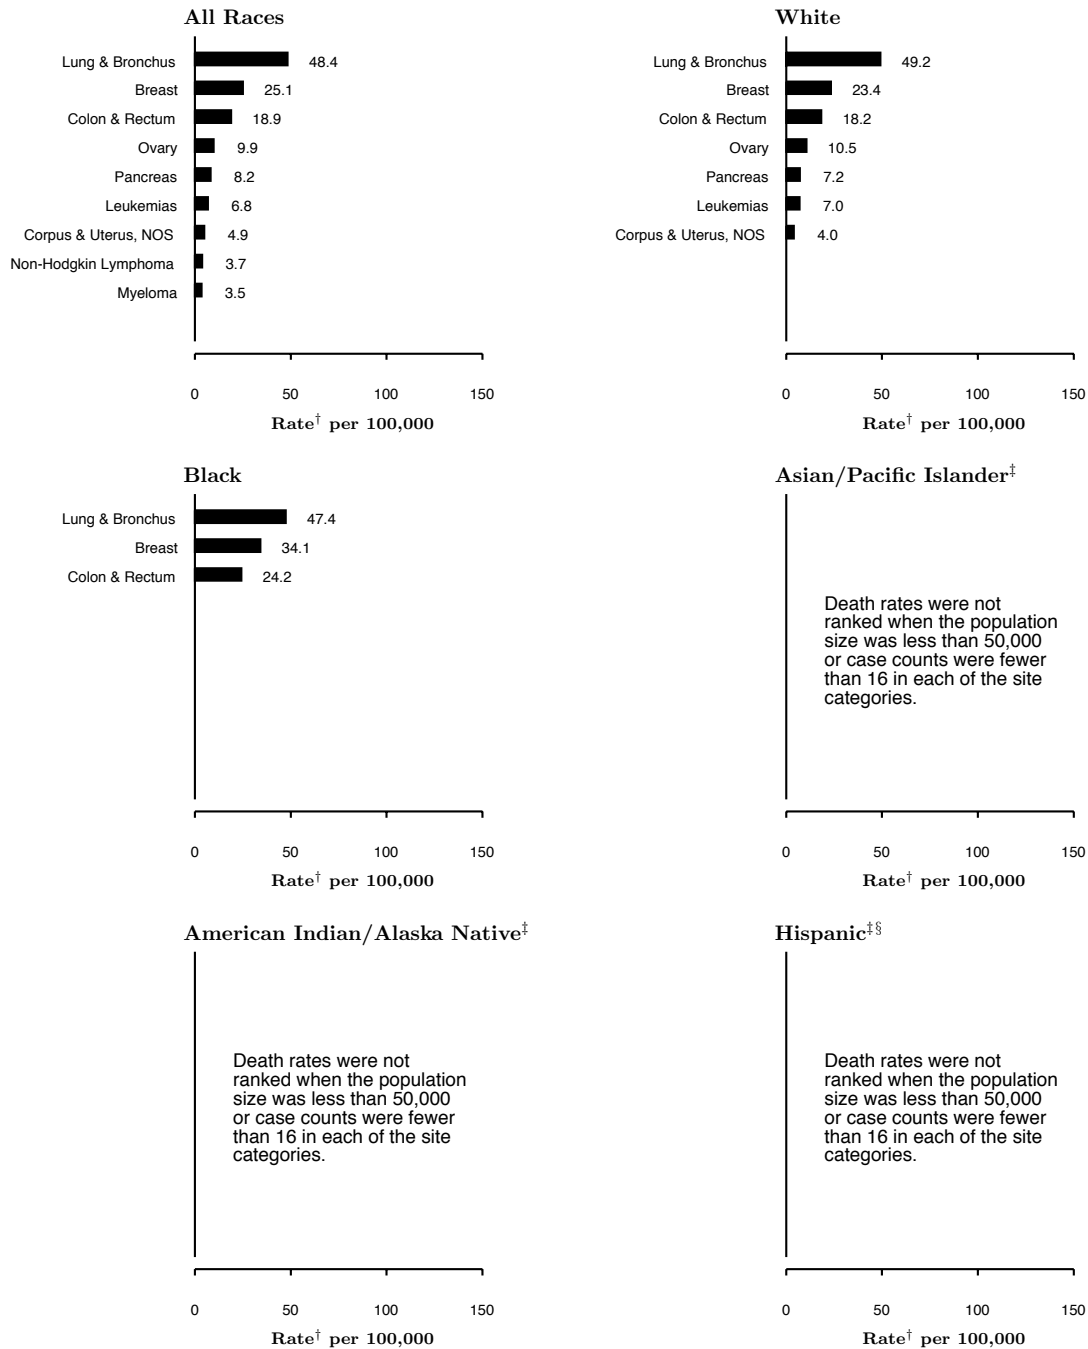 All Races
Lung & Bronchus 48.4
Breast 25.1
Colon & Rectum 18.9
Ovary 9.9
Pancreas 8.2
Leukemias 6.8
Corpus & Uterus, NOS 4.9
Non-Hodgkin Lymphoma 3.7
Myeloma 3.5
0 50 100 150
Rate† per 100,000
White
Lung & Bronchus 49.2
Breast 23.4
Colon & Rectum 18.2
Ovary 10.5
Pancreas 7.2
Leukemias 7.0
Corpus & Uterus, NOS 4.0
0 50 100 150
Rate† per 100,000
Black
Lung & Bronchus 47.4
Breast 34.1
Colon & Rectum 24.2
0 50 100 150
Rate† per 100,000
Asian/Pacific Islander‡
Death rates were not
ranked when the population
size was less than 50,000
or case counts were fewer
than 16 in each of the site
categories.
0 50 100 150
Rate† per 100,000
American Indian/Alaska Native‡
Death rates were not
ranked when the population
size was less than 50,000
or case counts were fewer
than 16 in each of the site
categories.
0 50 100 150
Rate† per 100,000
Hispanic‡§
Death rates were not
ranked when the population
size was less than 50,000
or case counts were fewer
than 16 in each of the site
categories.
0 50 100 150
Rate† per 100,000